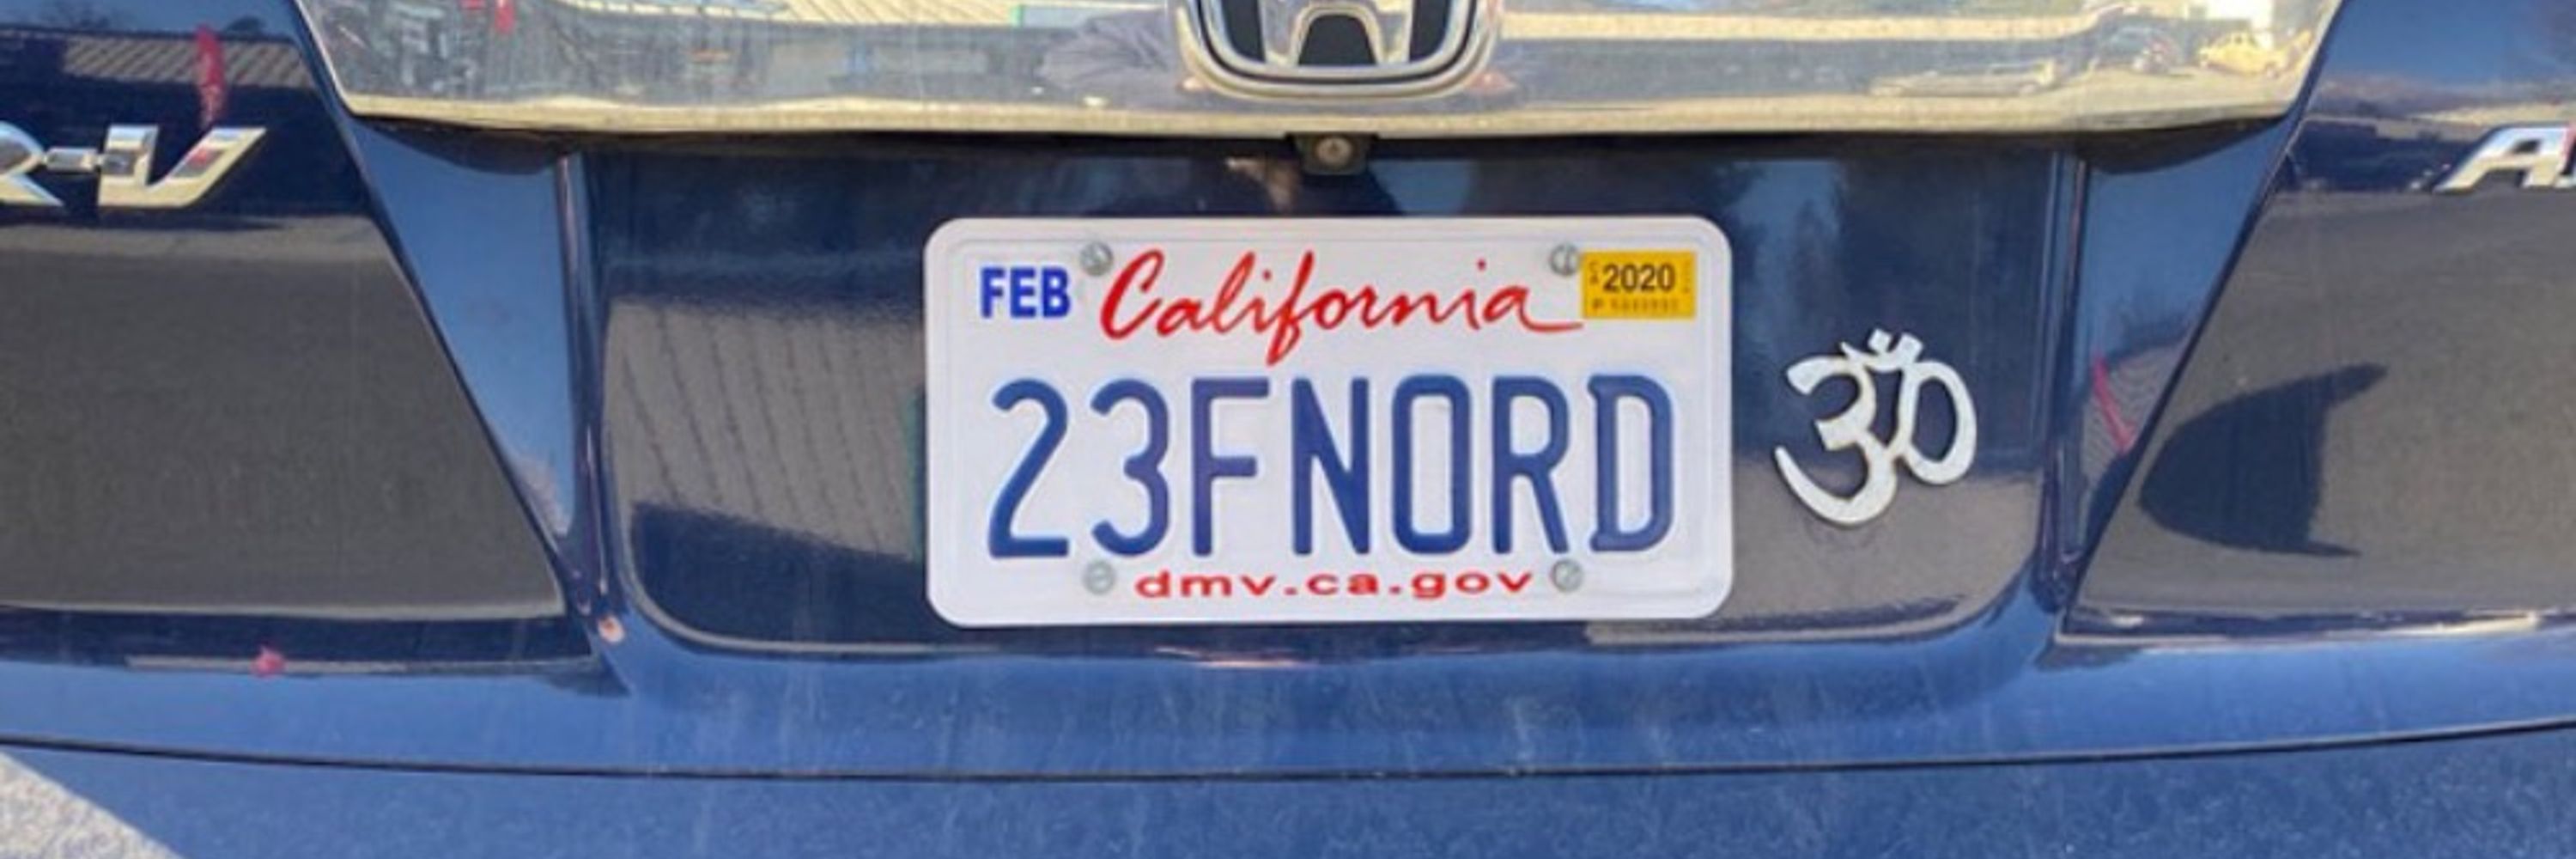 R-V
A
FEB California 2020
23FNORD
ॐ
dmv.ca.gov